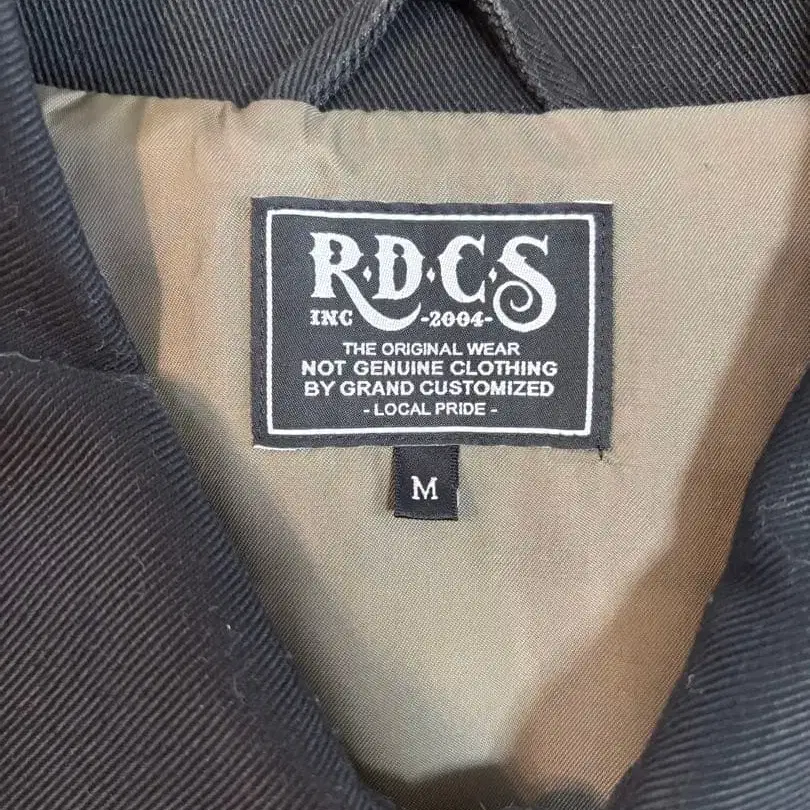 R·D·C·S
INC -2004-
THE ORIGINAL WEAR
NOT GENUINE CLOTHING
BY GRAND CUSTOMIZED
- LOCAL PRIDE -
M